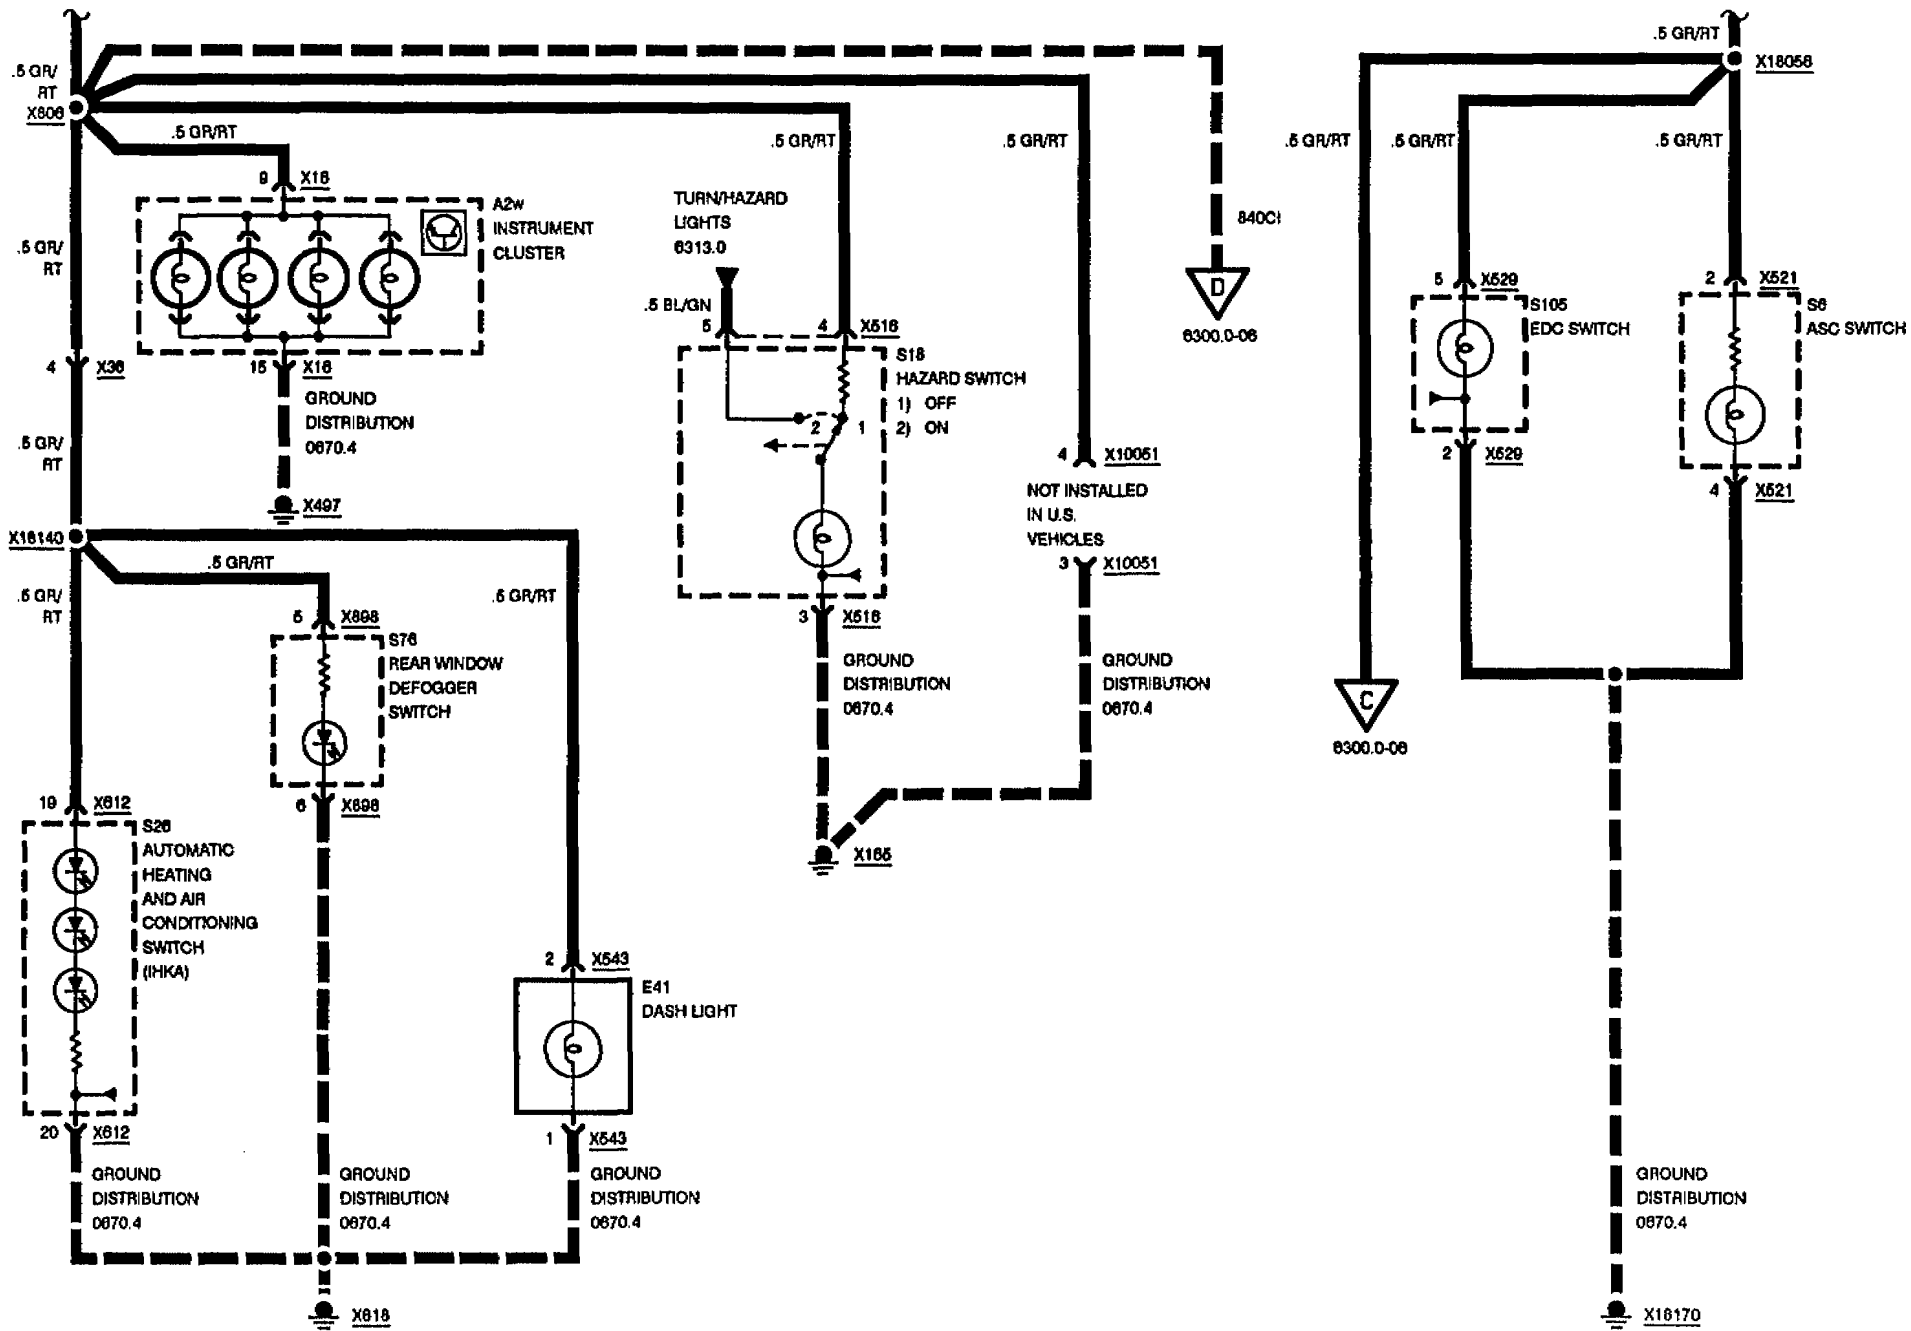 .5 GR/
RT
X806
.5 GR/RT
9 X16
A2w
INSTRUMENT
CLUSTER
.5 GR/
RT
4 X36
15 X16
GROUND
DISTRIBUTION
0670.4
X497
.5 GR/
RT
X16140
.5 GR/RT
.5 GR/
RT
.5 GR/RT
5 X898
S76
REAR WINDOW
DEFOGGER
SWITCH
6 X898
19 X612
S26
AUTOMATIC
HEATING
AND AIR
CONDITIONING
SWITCH
(IHKA)
20 X612
2 X543
E41
DASH LIGHT
1 X543
GROUND
DISTRIBUTION
0670.4
GROUND
DISTRIBUTION
0670.4
GROUND
DISTRIBUTION
0670.4
X618
.5 GR/RT
TURN/HAZARD
LIGHTS
6313.0
.5 BL/GN
5 4 X516
S18
HAZARD SWITCH
1) OFF
2) ON
2 1
3 X516
GROUND
DISTRIBUTION
0670.4
X165
.5 GR/RT
4 X10051
NOT INSTALLED
IN U.S.
VEHICLES
3 X10051
GROUND
DISTRIBUTION
0670.4
840CI
D
6300.0-06
.5 GR/RT
X18056
.5 GR/RT
.5 GR/RT
.5 GR/RT
5 X529
S105
EDC SWITCH
2 X529
2 X521
S6
ASC SWITCH
4 X521
C
6300.0-06
GROUND
DISTRIBUTION
0670.4
X16170